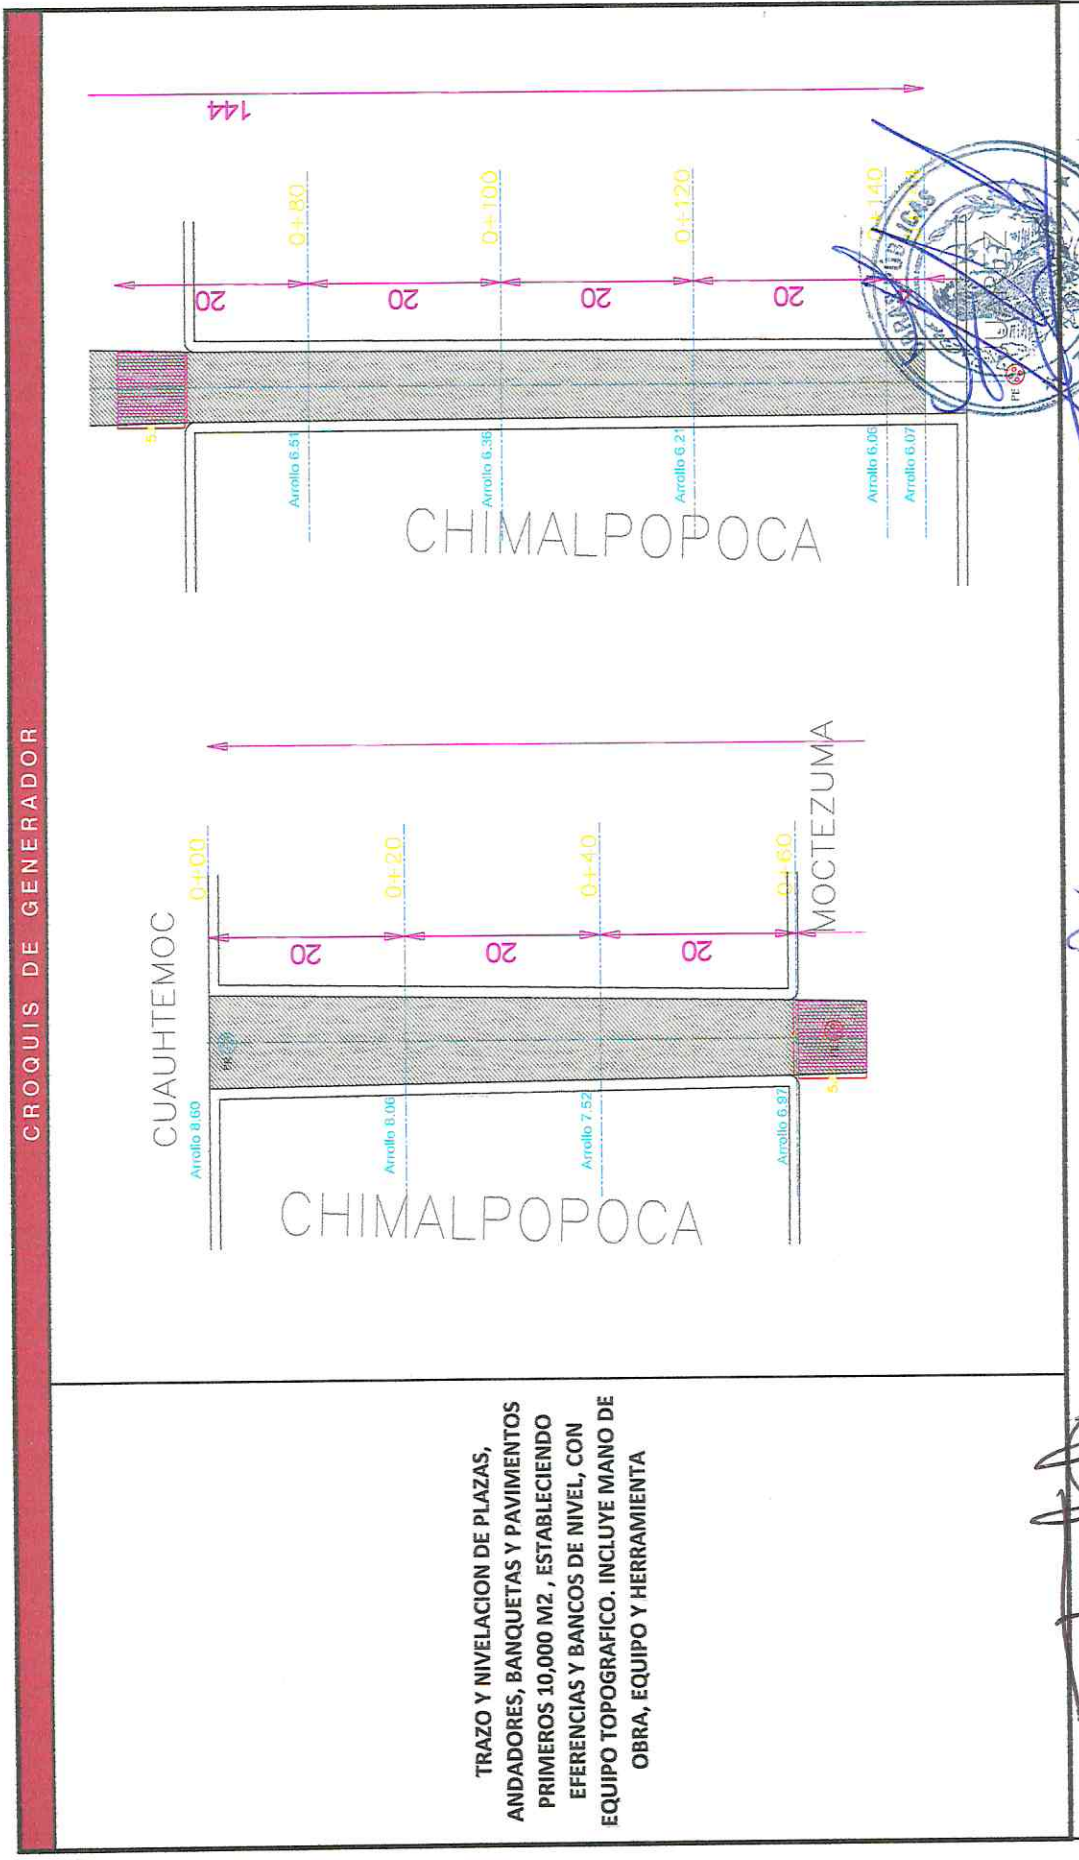 CROQUIS DE GENERADOR
TRAZO Y NIVELACION DE PLAZAS,
ANDADORES, BANQUETAS Y PAVIMENTOS
PRIMEROS 10,000 M2 , ESTABLECIENDO
EFERENCIAS Y BANCOS DE NIVEL, CON
EQUIPO TOPOGRAFICO. INCLUYE MANO DE
OBRA, EQUIPO Y HERRAMIENTA
CUAUHTEMOC
CHIMALPOPOCA
MOCTEZUMA
Arrollo 8.60
Arrollo 8.06
Arrollo 7.52
Arrollo 6.97
0+00
0+20
0+40
0+60
20
20
20
CHIMALPOPOCA
Arrollo 6.51
Arrollo 6.36
Arrollo 6.21
Arrollo 6.06
Arrollo 6.07
0+80
0+100
0+120
0+140
20
20
20
20
144
PE